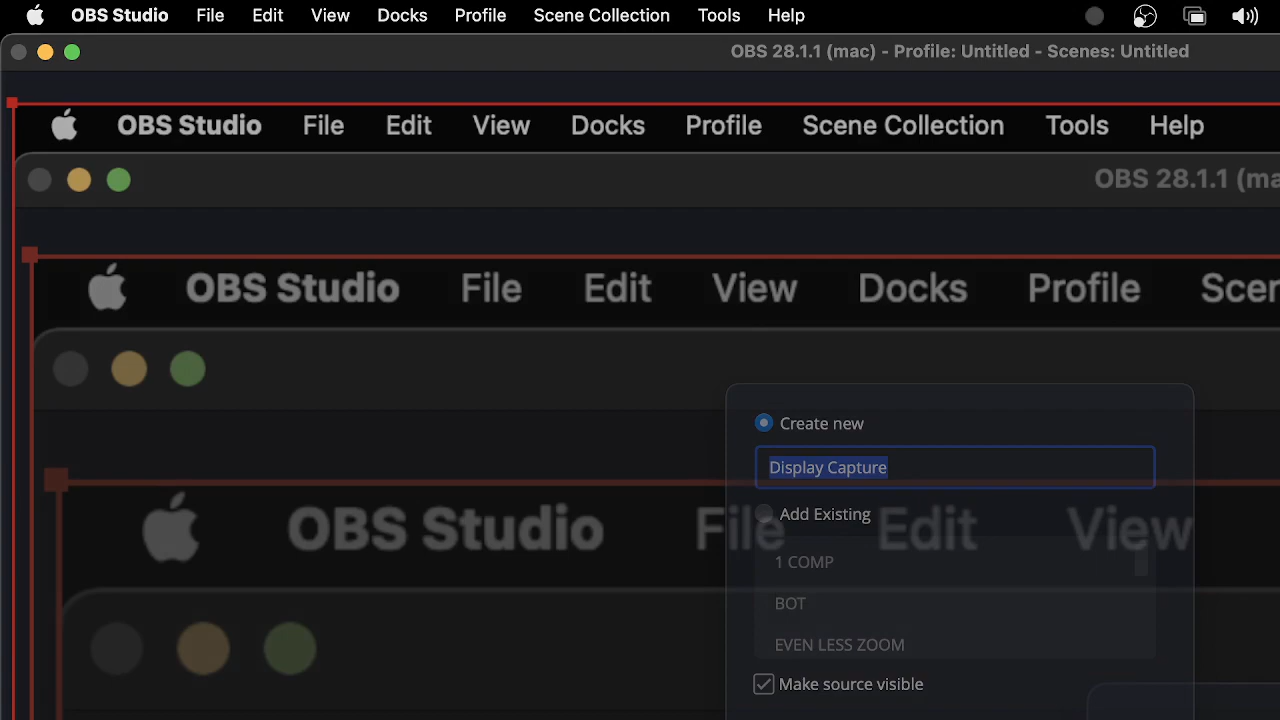 OBS Studio File Edit View Docks Profile Scene Collection Tools Help
OBS 28.1.1 (mac) - Profile: Untitled - Scenes: Untitled
OBS Studio File Edit View Docks Profile Scene Collection Tools Help
OBS 28.1.1 (ma
OBS Studio File Edit View Docks Profile Scen
Create new
Display Capture
Add Existing
OBS Studio File Edit View
1 COMP
BOT
EVEN LESS ZOOM
Make source visible